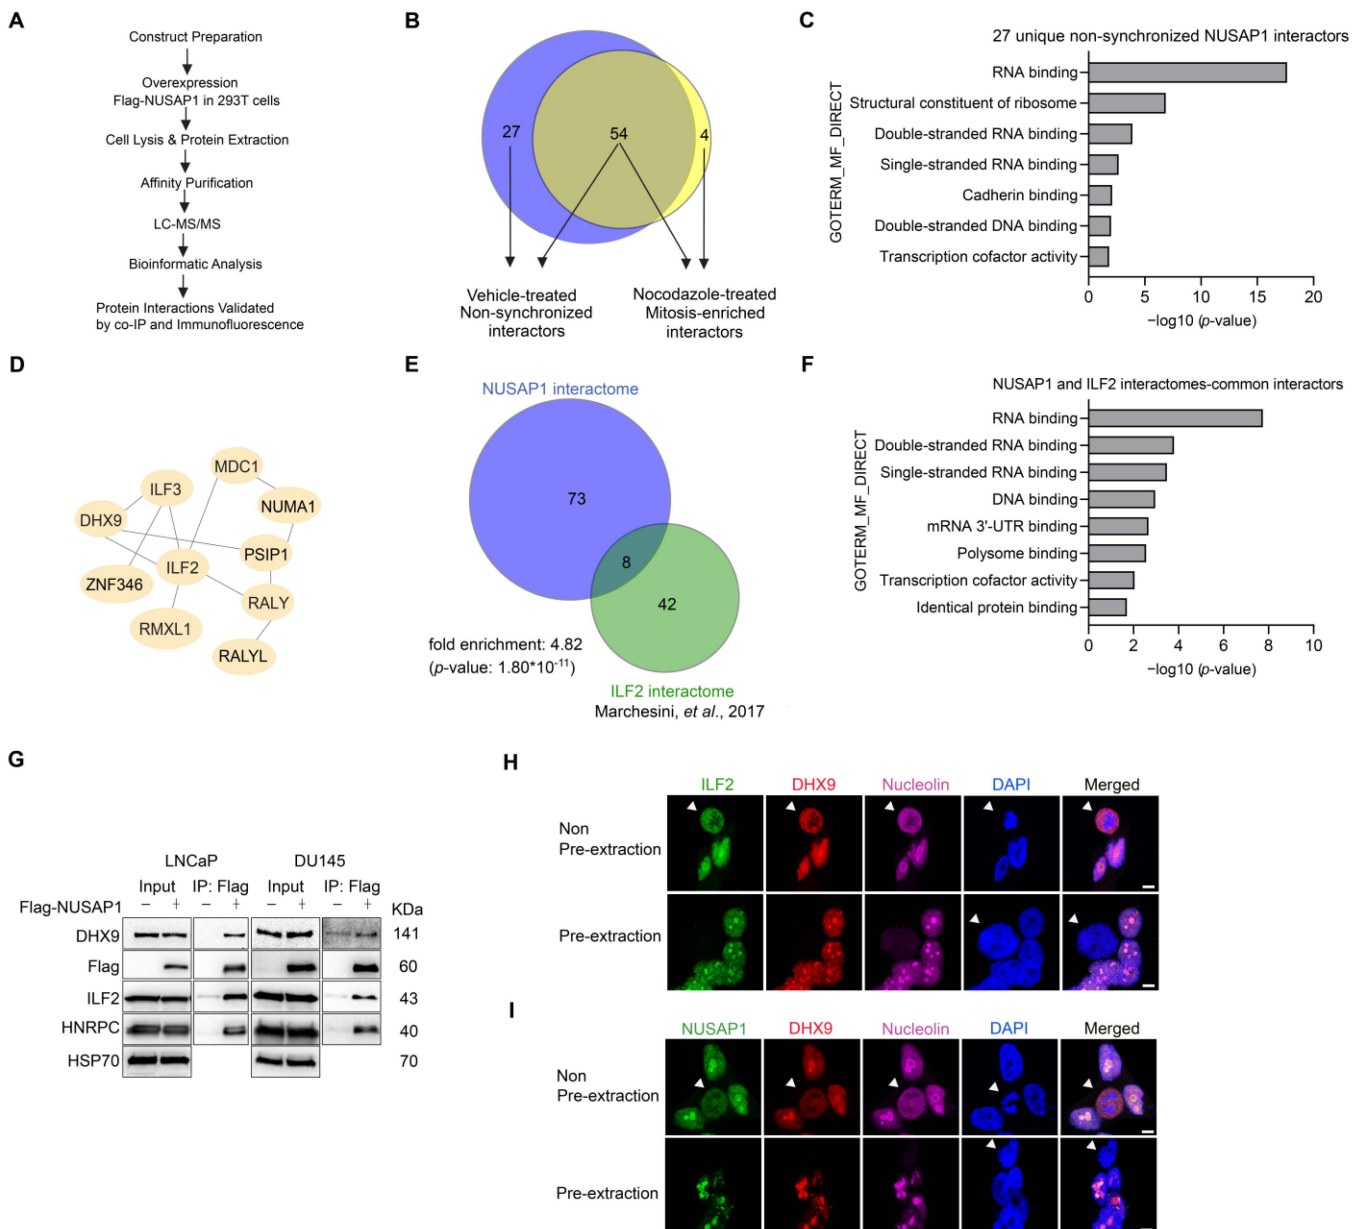 A
Construct Preparation
Overexpression
Flag-NUSAP1 in 293T cells
Cell Lysis & Protein Extraction
Affinity Purification
LC-MS/MS
Bioinformatic Analysis
Protein Interactions Validated
by co-IP and Immunofluorescence
B
27
54
4
Vehicle-treated
Non-synchronized
interactors
Nocodazole-treated
Mitosis-enriched
interactors
C
27 unique non-synchronized NUSAP1 interactors
GOTERM_MF_DIRECT
RNA binding
Structural constituent of ribosome
Double-stranded RNA binding
Single-stranded RNA binding
Cadherin binding
Double-stranded DNA binding
Transcription cofactor activity
0 5 10 15 20
−log10 (p-value)
D
MDC1
ILF3
NUMA1
DHX9
PSIP1
ILF2
ZNF346
RALY
RMXL1
RALYL
E
NUSAP1 interactome
73
8
42
fold enrichment: 4.82
(p-value: 1.80*10-11)
ILF2 interactome
Marchesini, et al., 2017
F
NUSAP1 and ILF2 interactomes-common interactors
GOTERM_MF_DIRECT
RNA binding
Double-stranded RNA binding
Single-stranded RNA binding
DNA binding
mRNA 3'-UTR binding
Polysome binding
Transcription cofactor activity
Identical protein binding
0 2 4 6 8 10
−log10 (p-value)
G
LNCaP DU145
Input IP: Flag Input IP: Flag
Flag-NUSAP1 − + − + − + − + KDa
DHX9 141
Flag 60
ILF2 43
HNRPC 40
HSP70 70
H
ILF2 DHX9 Nucleolin DAPI Merged
Non
Pre-extraction
Pre-extraction
I
NUSAP1 DHX9 Nucleolin DAPI Merged
Non
Pre-extraction
Pre-extraction